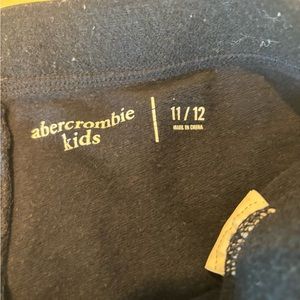 abercrombie
kids
11 / 12
MADE IN CHINA